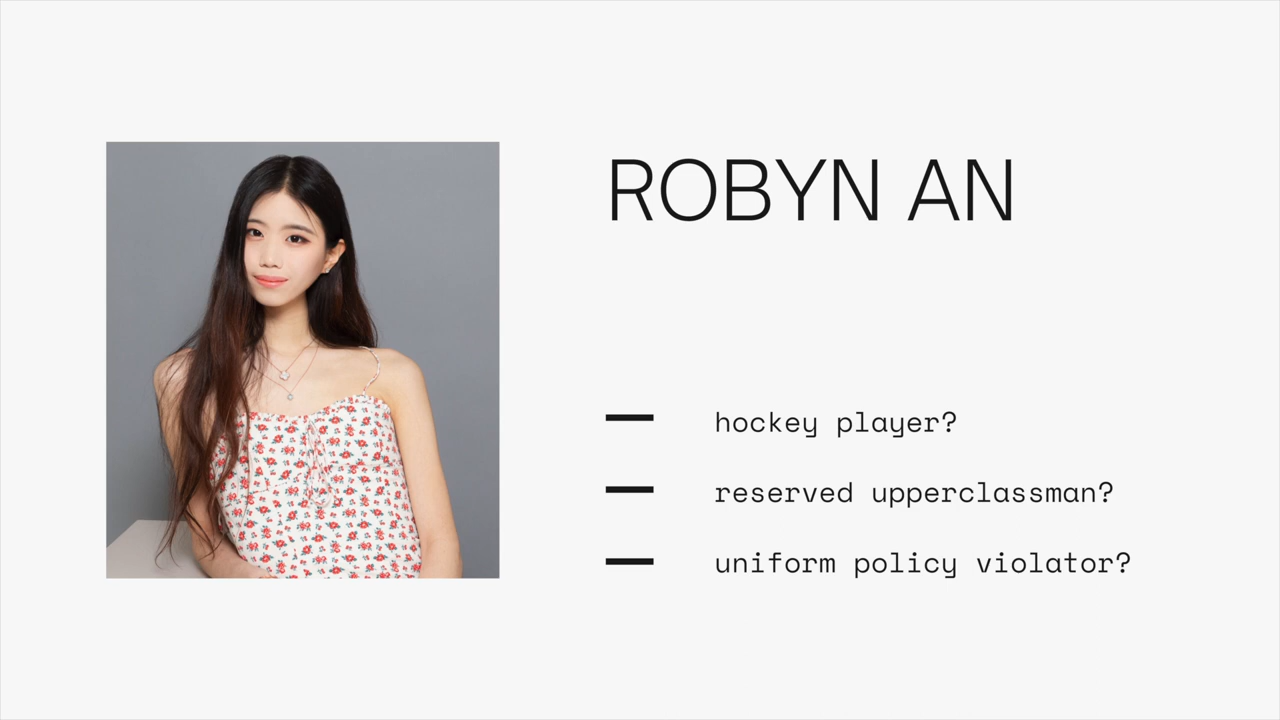 ROBYN AN
hockey player?
reserved upperclassman?
uniform policy violator?